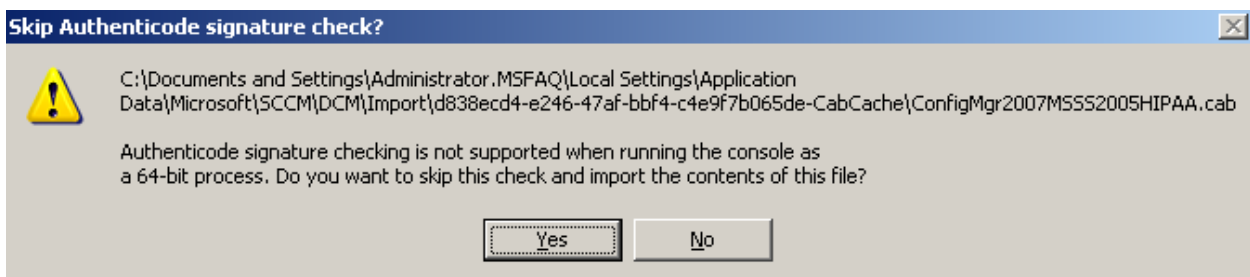 Skip Authenticode signature check?
C:\Documents and Settings\Administrator.MSFAQ\Local Settings\Application
Data\Microsoft\SCCM\DCM\Import\d838ecd4-e246-47af-bbf4-c4e9f7b065de-CabCache\ConfigMgr2007MSSS2005HIPAA.cab
Authenticode signature checking is not supported when running the console as
a 64-bit process. Do you want to skip this check and import the contents of this file?
Yes
No